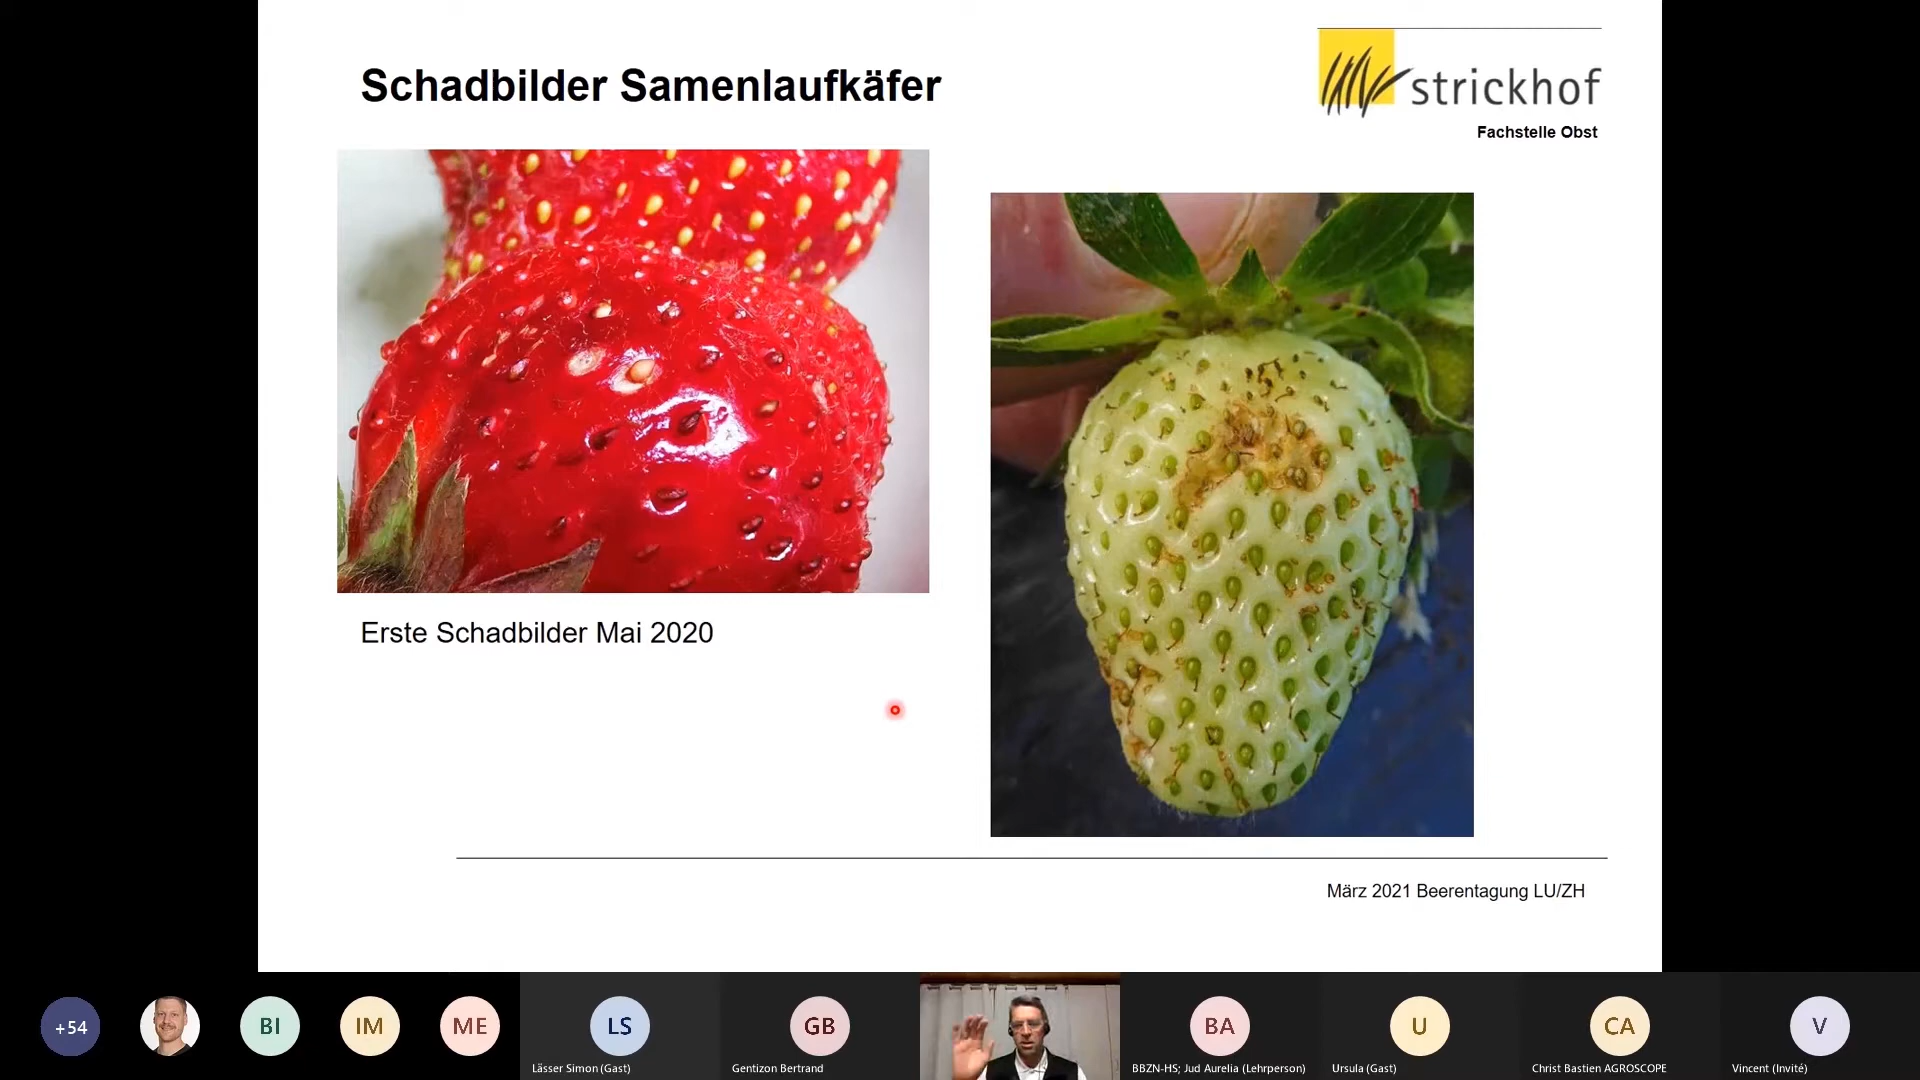 Schadbilder Samenlaufkäfer
strickhof
Fachstelle Obst
Erste Schadbilder Mai 2020
März 2021 Beerentagung LU/ZH
+54
BI
IM
ME
LS
GB
BA
U
CA
V
Lässer Simon (Gast)
Gentizon Bertrand
BBZN-HS; Jud Aurelia (Lehrperson)
Ursula (Gast)
Christ Bastien AGROSCOPE
Vincent (Invité)